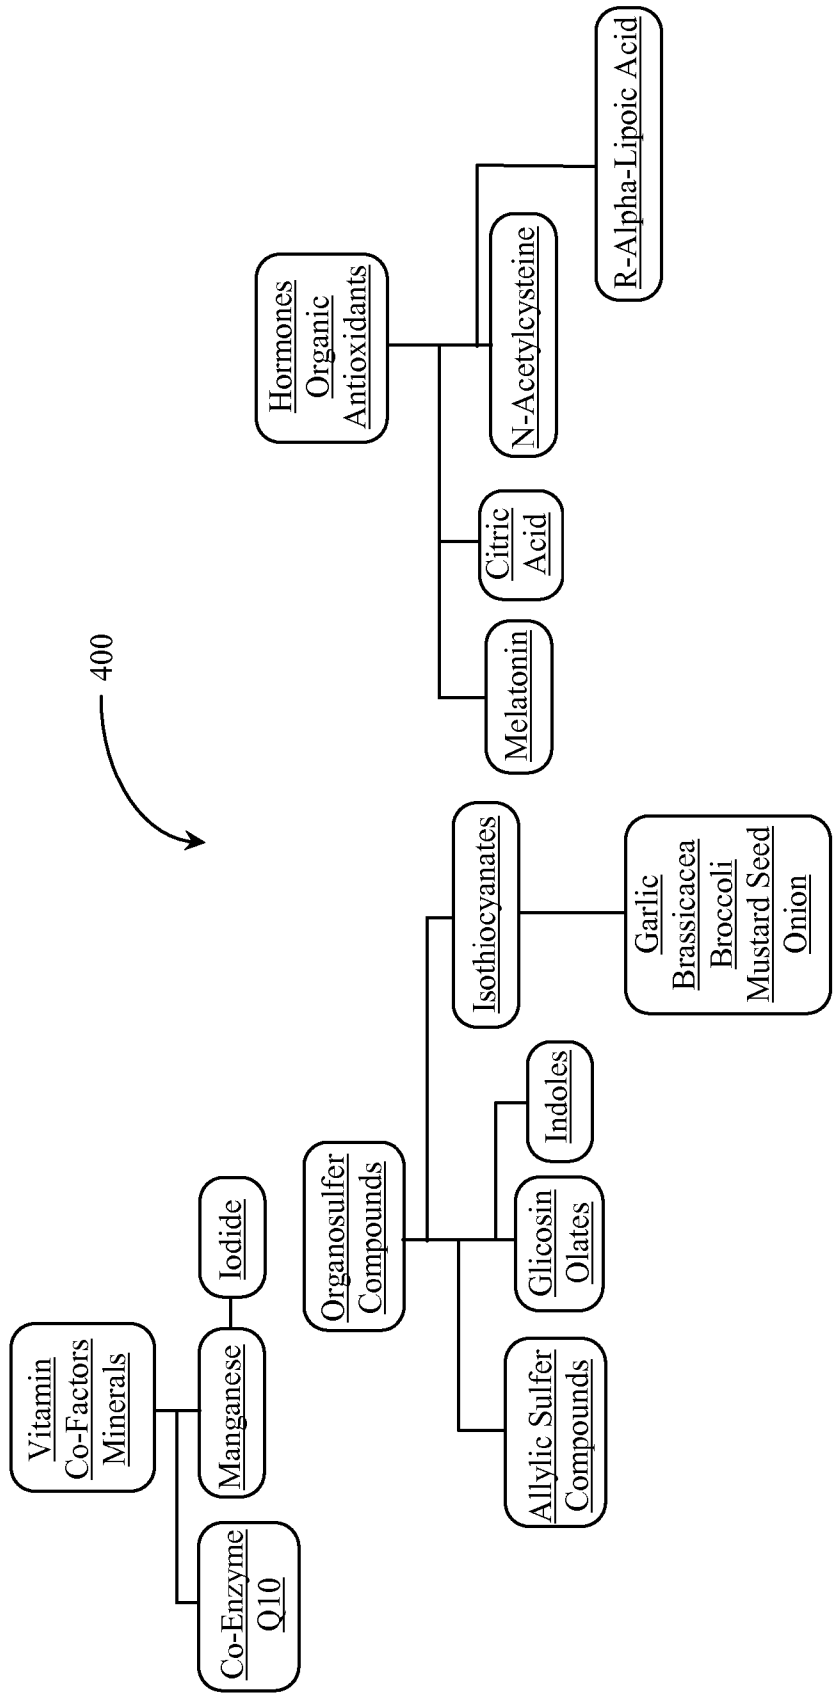 400
Vitamin
Co-Factors
Minerals
Co-Enzyme
Q10
Manganese
Iodide
Organosulfer
Compounds
Allylic Sulfer
Compounds
Glicosin
Olates
Indoles
Isothiocyanates
Garlic
Brassicacea
Broccoli
Mustard Seed
Onion
Hormones
Organic
Antioxidants
Melatonin
Citric
Acid
N-Acetylcysteine
R-Alpha-Lipoic Acid